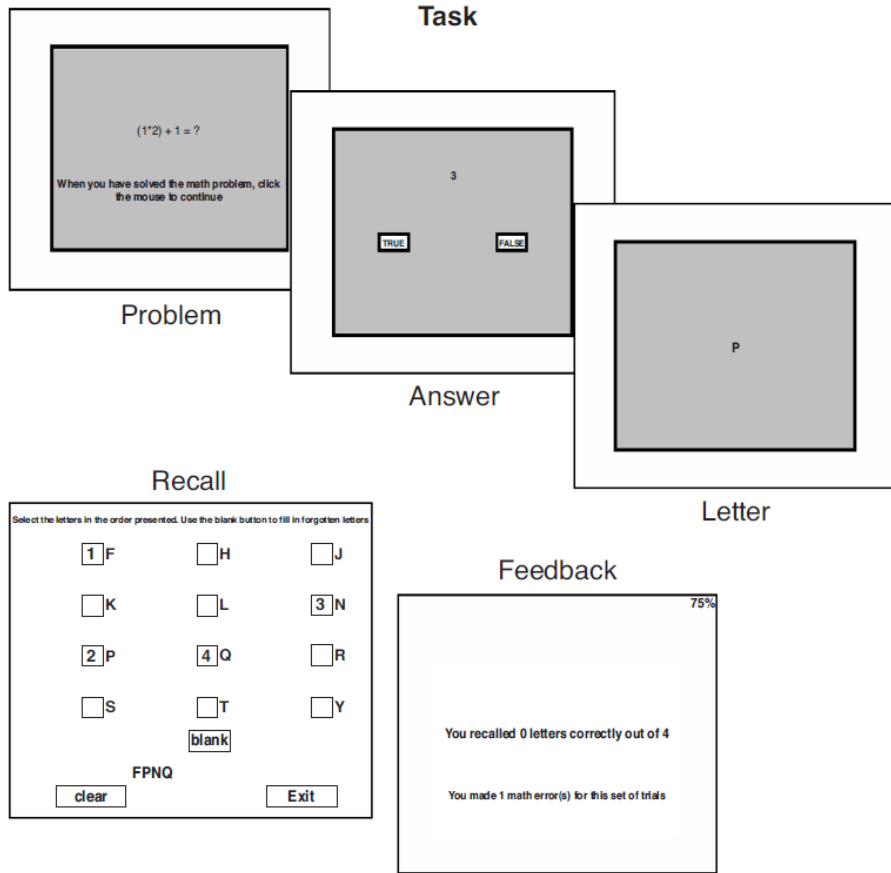 Task
(1*2) + 1 = ?
When you have solved the math problem, click
the mouse to continue
Problem
3
TRUE
FALSE
Answer
P
Letter
Recall
Select the letters in the order presented. Use the blank button to fill in forgotten letters
1 F
H
J
K
L
3 N
2 P
4 Q
R
S
T
Y
blank
FPNQ
clear
Exit
Feedback
75%
You recalled 0 letters correctly out of 4
You made 1 math error(s) for this set of trials